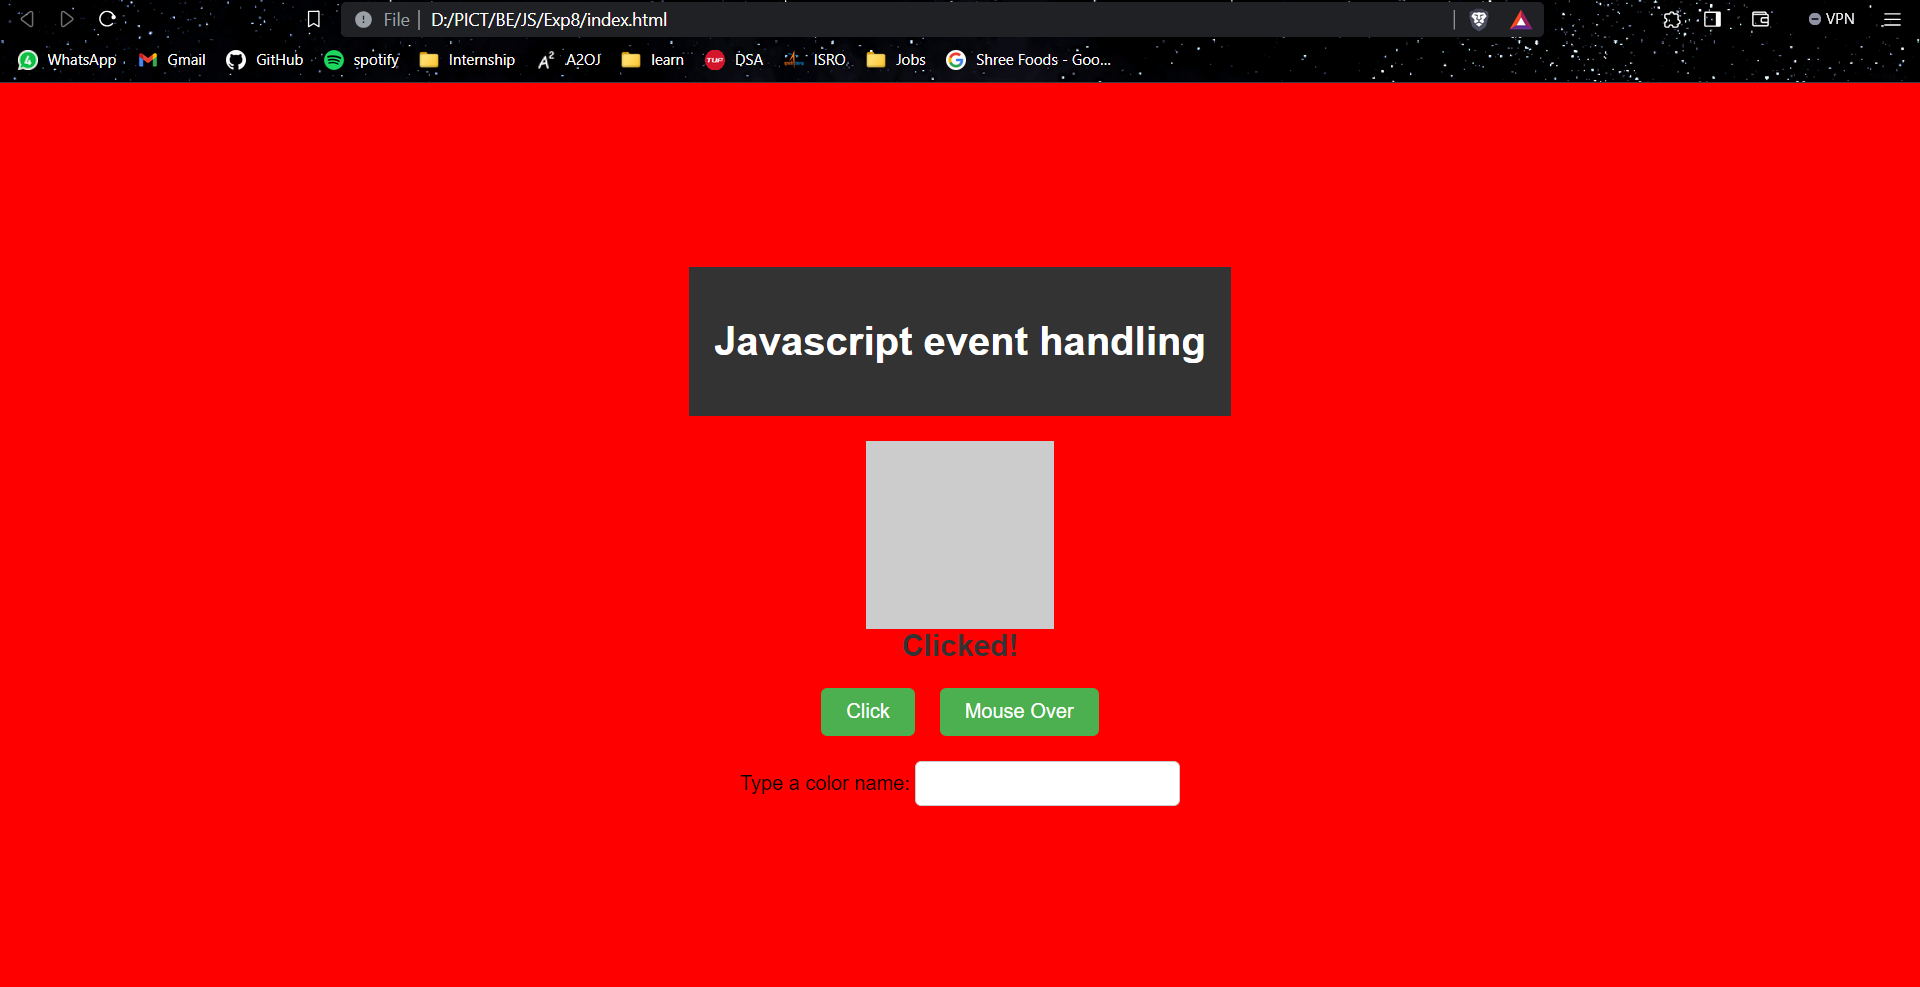 File D:/PICT/BE/JS/Exp8/index.html VPN
WhatsApp Gmail GitHub spotify Internship A2OJ learn DSA ISRO Jobs Shree Foods - Goo...
Javascript event handling
Clicked!
Click Mouse Over
Type a color name: